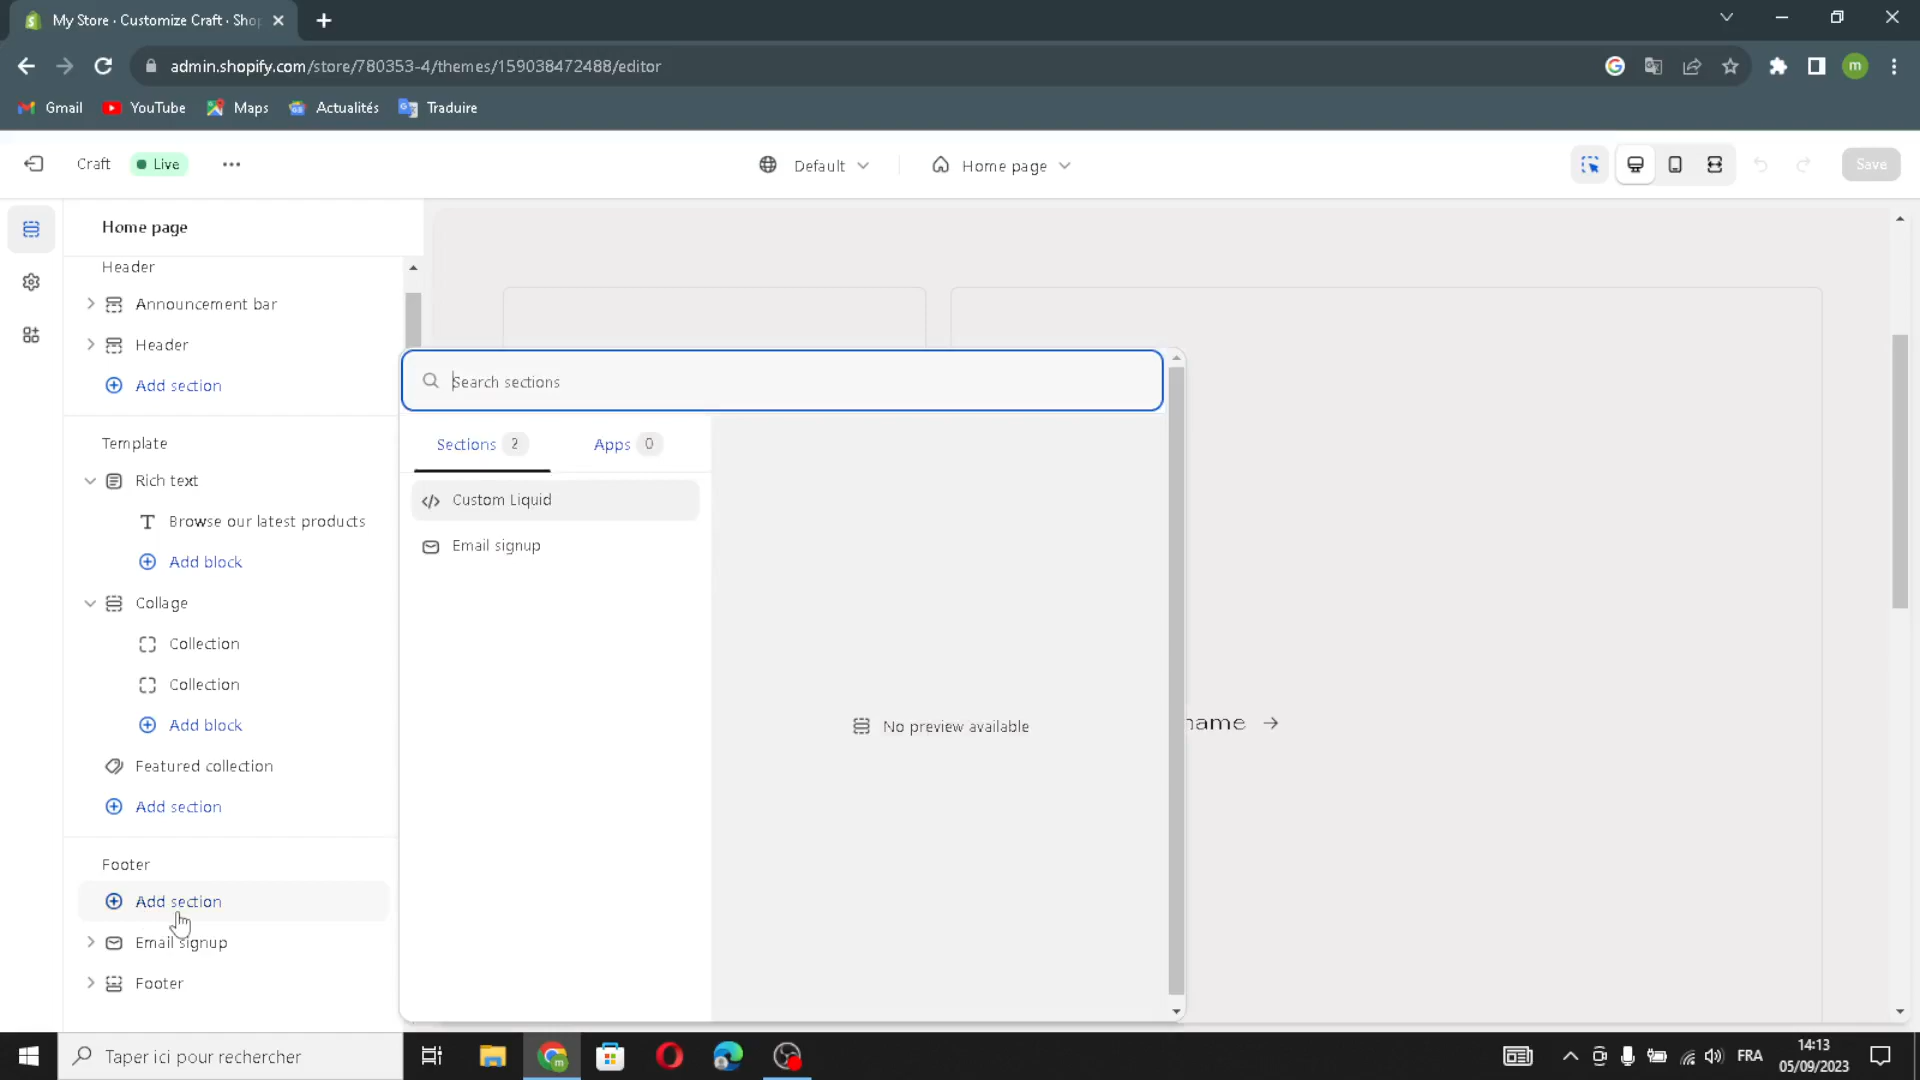 My Store · Customize Craft · Sho
admin.shopify.com/store/780353-4/themes/159038472488/editor
m
Gmail YouTube Maps Actualités Traduire
Craft Live Default Home page Save
Home page
Header
Announcement bar
Header
Add section
Template
Rich text
Browse our latest products
Add block
Collage
Collection
Collection
Add block
Featured collection
Add section
Footer
Add section
Email signup
Footer
Search sections
Sections 2 Apps 0
Custom Liquid
Email signup
No preview available
name →
Taper ici pour rechercher
FRA
14:13
05/09/2023